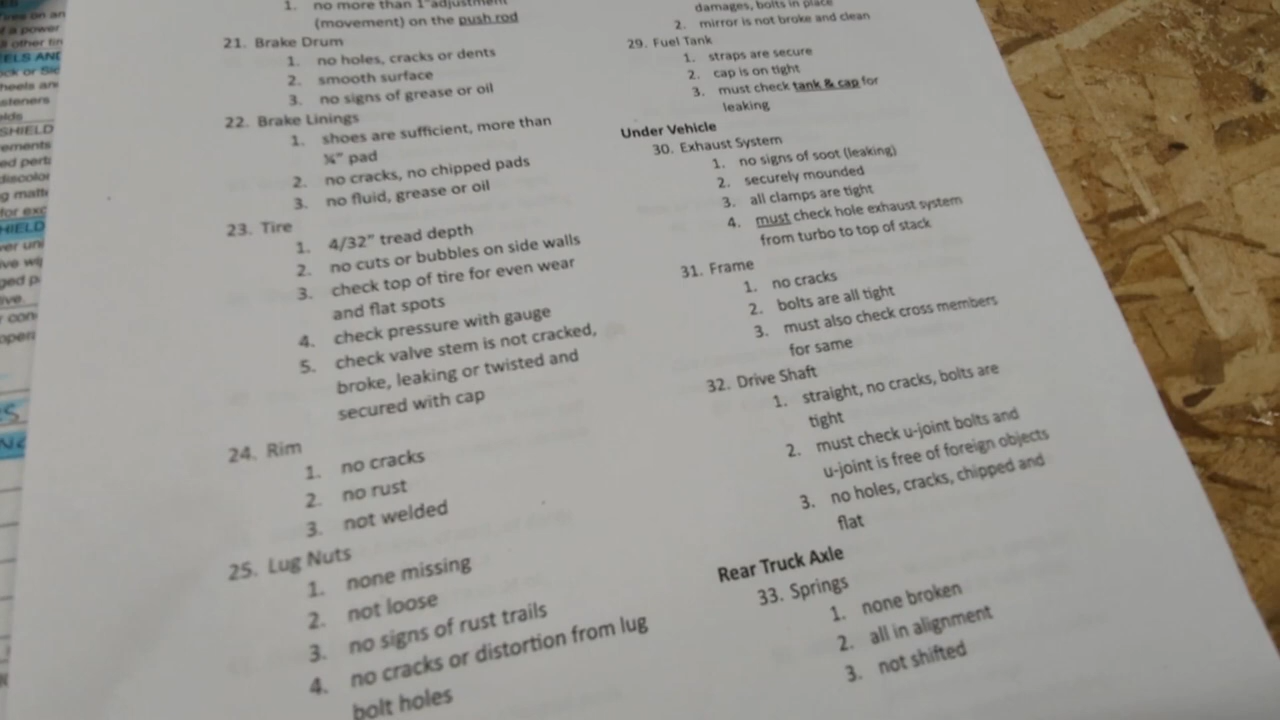 1. no more than 1" adjustment
(movement) on the push rod
21. Brake Drum
1. no holes, cracks or dents
2. smooth surface
3. no signs of grease or oil
22. Brake Linings
1. shoes are sufficient, more than
¼" pad
2. no cracks, no chipped pads
3. no fluid, grease or oil
23. Tire
1. 4/32" tread depth
2. no cuts or bubbles on side walls
3. check top of tire for even wear
and flat spots
4. check pressure with gauge
5. check valve stem is not cracked,
broke, leaking or twisted and
secured with cap
24. Rim
1. no cracks
2. no rust
3. not welded
25. Lug Nuts
1. none missing
2. not loose
3. no signs of rust trails
4. no cracks or distortion from lug
bolt holes
damages, bolts in place
2. mirror is not broke and clean
29. Fuel Tank
1. straps are secure
2. cap is on tight
3. must check tank & cap for
leaking
Under Vehicle
30. Exhaust System
1. no signs of soot (leaking)
2. securely mounded
3. all clamps are tight
4. must check hole exhaust system
from turbo to top of stack
31. Frame
1. no cracks
2. bolts are all tight
3. must also check cross members
for same
32. Drive Shaft
1. straight, no cracks, bolts are
tight
2. must check u-joint bolts and
u-joint is free of foreign objects
3. no holes, cracks, chipped and
flat
Rear Truck Axle
33. Springs
1. none broken
2. all in alignment
3. not shifted